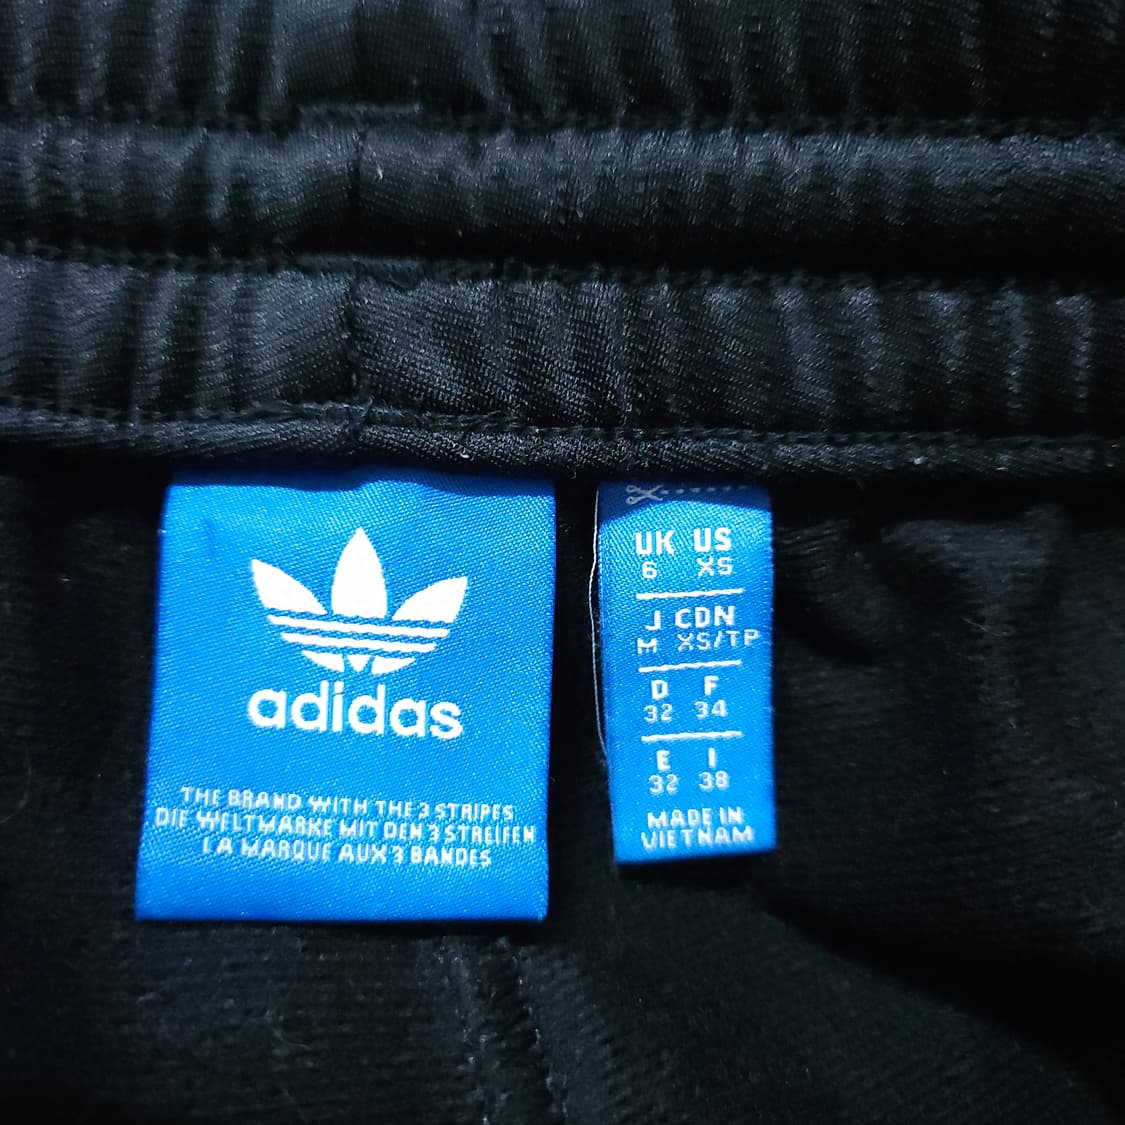 adidas
THE BRAND WITH THE 3 STRIPES
DIE WELTMARKE MIT DEN 3 STREIFEN
LA MARQUE AUX 3 BANDES
UK US
6 XS
J CDN
M XS/TP
D F
32 34
E I
32 38
MADE IN
VIETNAM